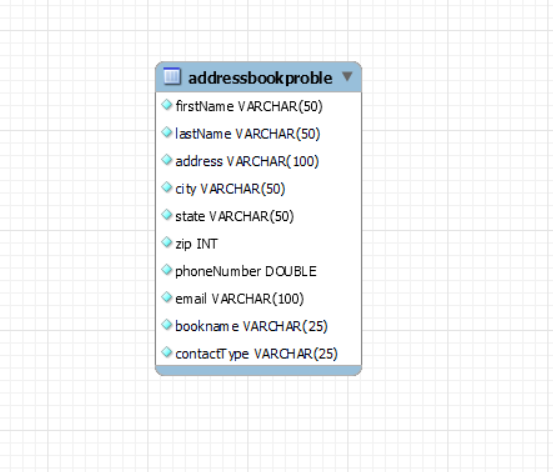 addressbookproble
firstName VARCHAR(50)
lastName VARCHAR(50)
address VARCHAR(100)
city VARCHAR(50)
state VARCHAR(50)
zip INT
phoneNumber DOUBLE
email VARCHAR(100)
bookname VARCHAR(25)
contactType VARCHAR(25)